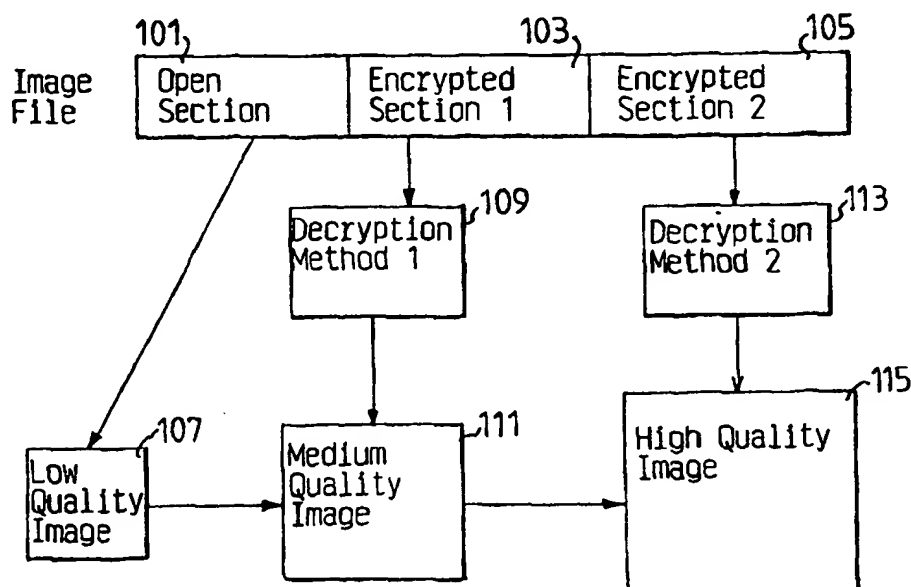 101
103
105
Image
File
Open
Section
Encrypted
Section 1
Encrypted
Section 2
109
Decryption
Method 1
113
Decryption
Method 2
107
Low
Quality
Image
111
Medium
Quality
Image
115
High Quality
Image